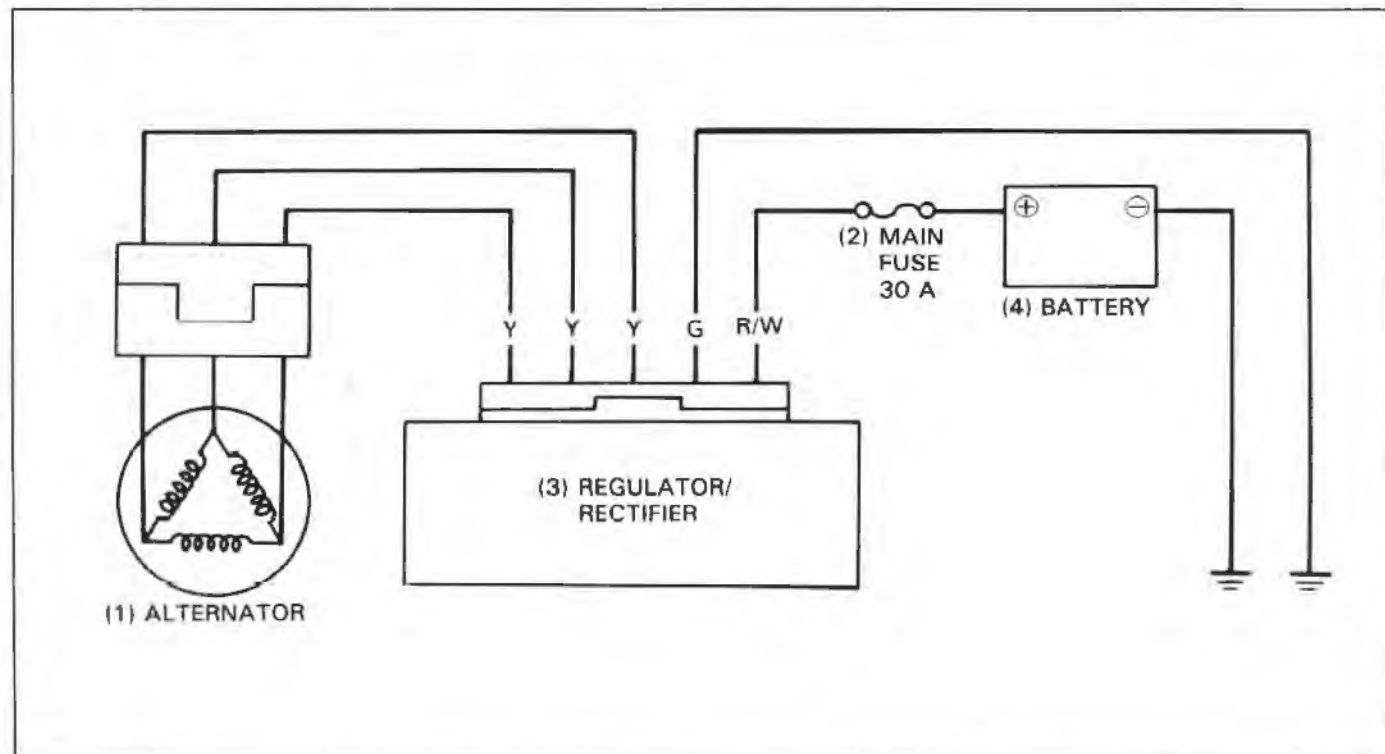 (2) MAIN
FUSE
30 A
⊕ ⊖
(4) BATTERY
Y Y Y G R/W
(3) REGULATOR/
RECTIFIER
(1) ALTERNATOR